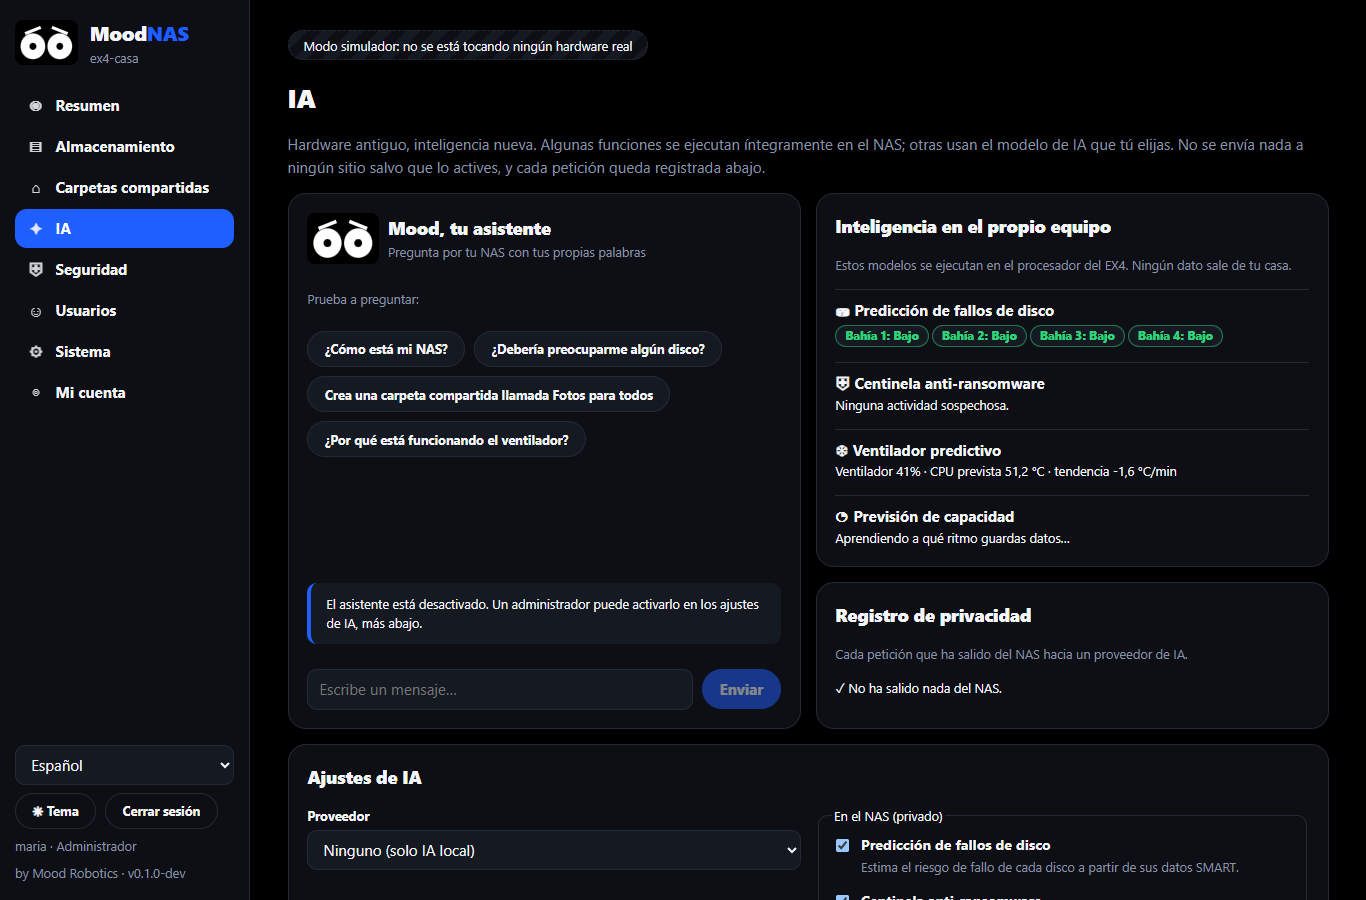 MoodNAS
ex4-casa
Resumen
Almacenamiento
Carpetas compartidas
IA
Seguridad
Usuarios
Sistema
Mi cuenta
Español
Tema
Cerrar sesión
maria · Administrador
by Mood Robotics · v0.1.0-dev
Modo simulador: no se está tocando ningún hardware real
IA
Hardware antiguo, inteligencia nueva. Algunas funciones se ejecutan íntegramente en el NAS; otras usan el modelo de IA que tú elijas. No se envía nada a
ningún sitio salvo que lo actives, y cada petición queda registrada abajo.
Mood, tu asistente
Pregunta por tu NAS con tus propias palabras
Prueba a preguntar:
¿Cómo está mi NAS?
¿Debería preocuparme algún disco?
Crea una carpeta compartida llamada Fotos para todos
¿Por qué está funcionando el ventilador?
El asistente está desactivado. Un administrador puede activarlo en los ajustes
de IA, más abajo.
Escribe un mensaje...
Enviar
Inteligencia en el propio equipo
Estos modelos se ejecutan en el procesador del EX4. Ningún dato sale de tu casa.
Predicción de fallos de disco
Bahía 1: Bajo
Bahía 2: Bajo
Bahía 3: Bajo
Bahía 4: Bajo
Centinela anti-ransomware
Ninguna actividad sospechosa.
Ventilador predictivo
Ventilador 41% · CPU prevista 51,2 °C · tendencia -1,6 °C/min
Previsión de capacidad
Aprendiendo a qué ritmo guardas datos...
Registro de privacidad
Cada petición que ha salido del NAS hacia un proveedor de IA.
✓ No ha salido nada del NAS.
Ajustes de IA
Proveedor
Ninguno (solo IA local)
En el NAS (privado)
Predicción de fallos de disco
Estima el riesgo de fallo de cada disco a partir de sus datos SMART.